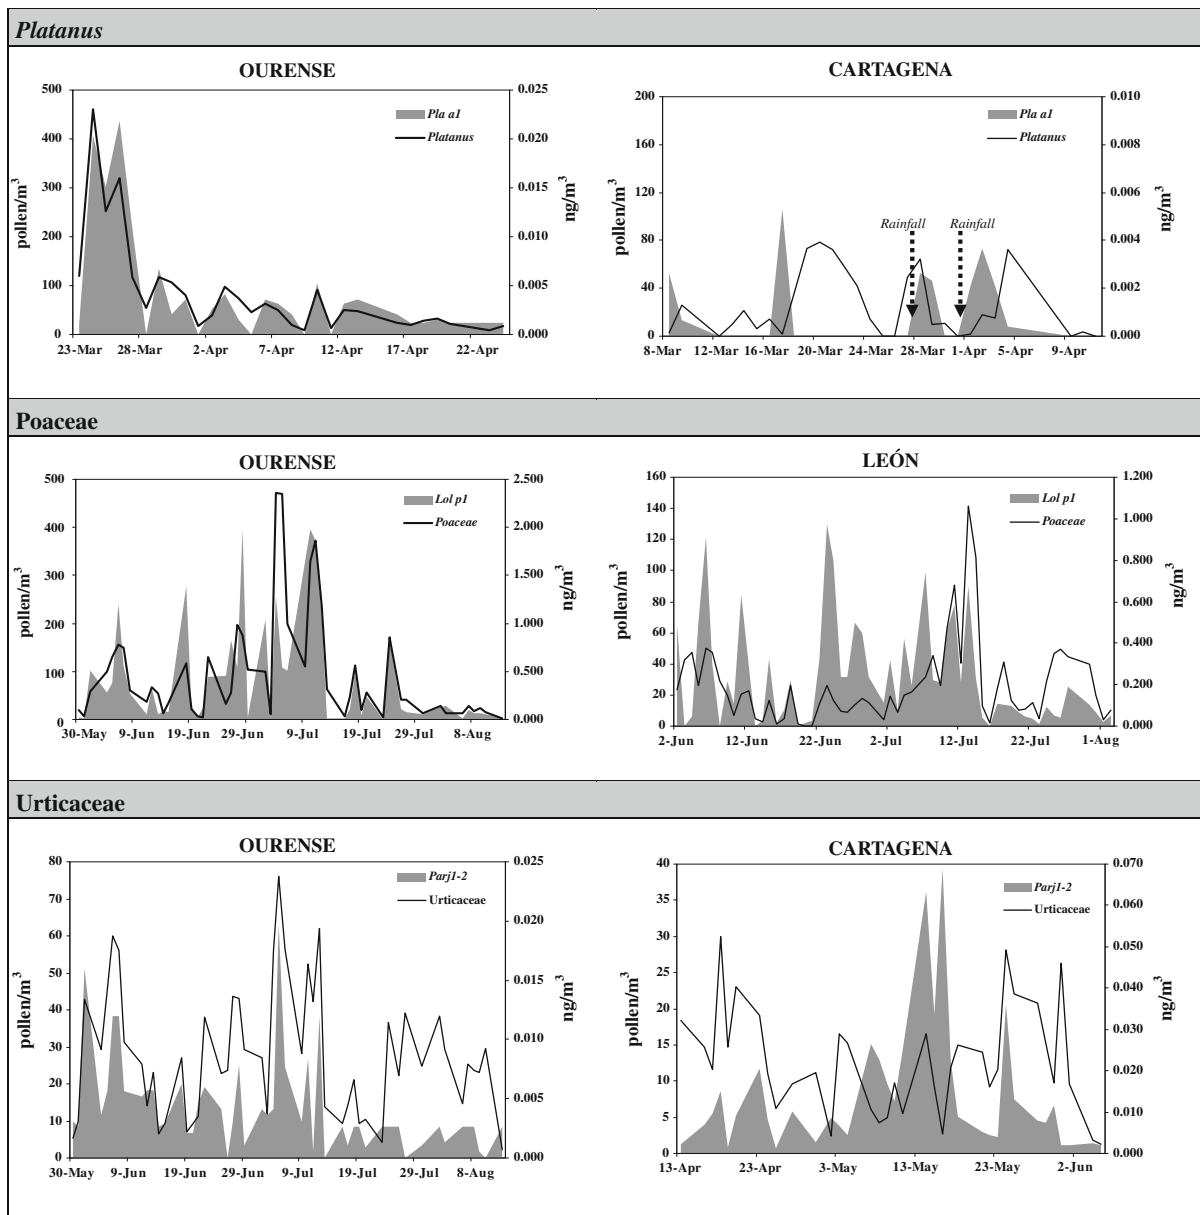 Platanus
OURENSE
500
400
300
200
100
0
pollen/m³
0.025
0.020
0.015
0.010
0.005
0.000
ng/m³
Pla a1
Platanus
23-Mar 28-Mar 2-Apr 7-Apr 12-Apr 17-Apr 22-Apr
CARTAGENA
200
160
120
80
40
0
pollen/m³
0.010
0.008
0.006
0.004
0.002
0.000
ng/m³
Pla a1
Platanus
Rainfall Rainfall
8-Mar 12-Mar 16-Mar 20-Mar 24-Mar 28-Mar 1-Apr 5-Apr 9-Apr
Poaceae
OURENSE
500
400
300
200
100
0
pollen/m³
2.500
2.000
1.500
1.000
0.500
0.000
ng/m³
Lol p1
Poaceae
30-May 9-Jun 19-Jun 29-Jun 9-Jul 19-Jul 29-Jul 8-Aug
LEÓN
160
140
120
100
80
60
40
20
0
pollen/m³
1.200
1.000
0.800
0.600
0.400
0.200
0.000
ng/m³
Lol p1
Poaceae
2-Jun 12-Jun 22-Jun 2-Jul 12-Jul 22-Jul 1-Aug
Urticaceae
OURENSE
80
70
60
50
40
30
20
10
0
pollen/m³
0.025
0.020
0.015
0.010
0.005
0.000
ng/m³
Parj1-2
Urticaceae
30-May 9-Jun 19-Jun 29-Jun 9-Jul 19-Jul 29-Jul 8-Aug
CARTAGENA
40
35
30
25
20
15
10
5
0
pollen/m³
0.070
0.060
0.050
0.040
0.030
0.020
0.010
0.000
ng/m³
Parj1-2
Urticaceae
13-Apr 23-Apr 3-May 13-May 23-May 2-Jun